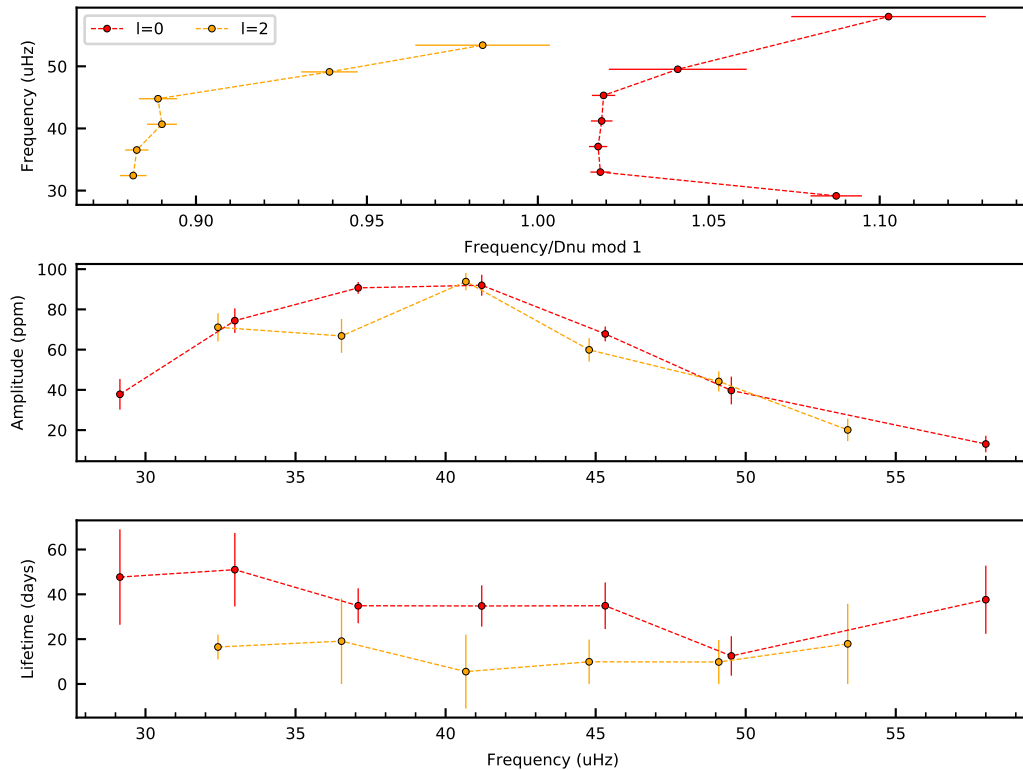 l=0 l=2
Frequency (uHz)
50
40
30
0.90 0.95 1.00 1.05 1.10
Frequency/Dnu mod 1
Amplitude (ppm)
100
80
60
40
20
30 35 40 45 50 55
Lifetime (days)
60
40
20
0
30 35 40 45 50 55
Frequency (uHz)